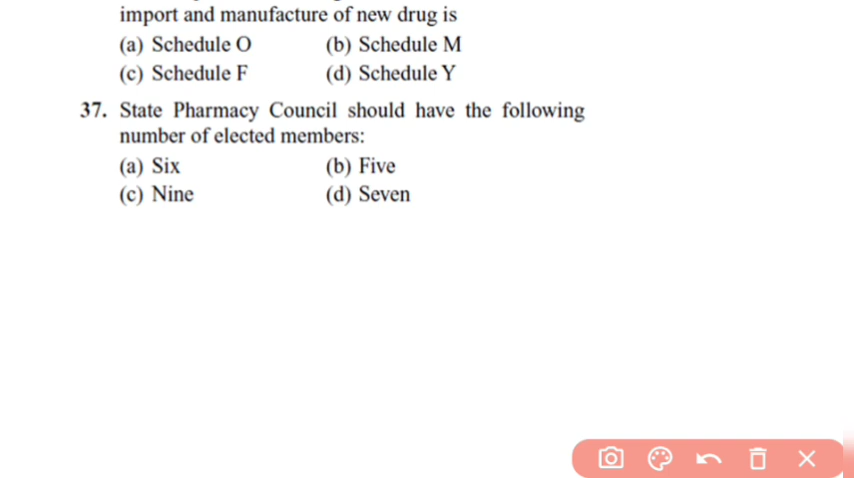 import and manufacture of new drug is
(a) Schedule O (b) Schedule M
(c) Schedule F (d) Schedule Y
37. State Pharmacy Council should have the following
number of elected members:
(a) Six (b) Five
(c) Nine (d) Seven